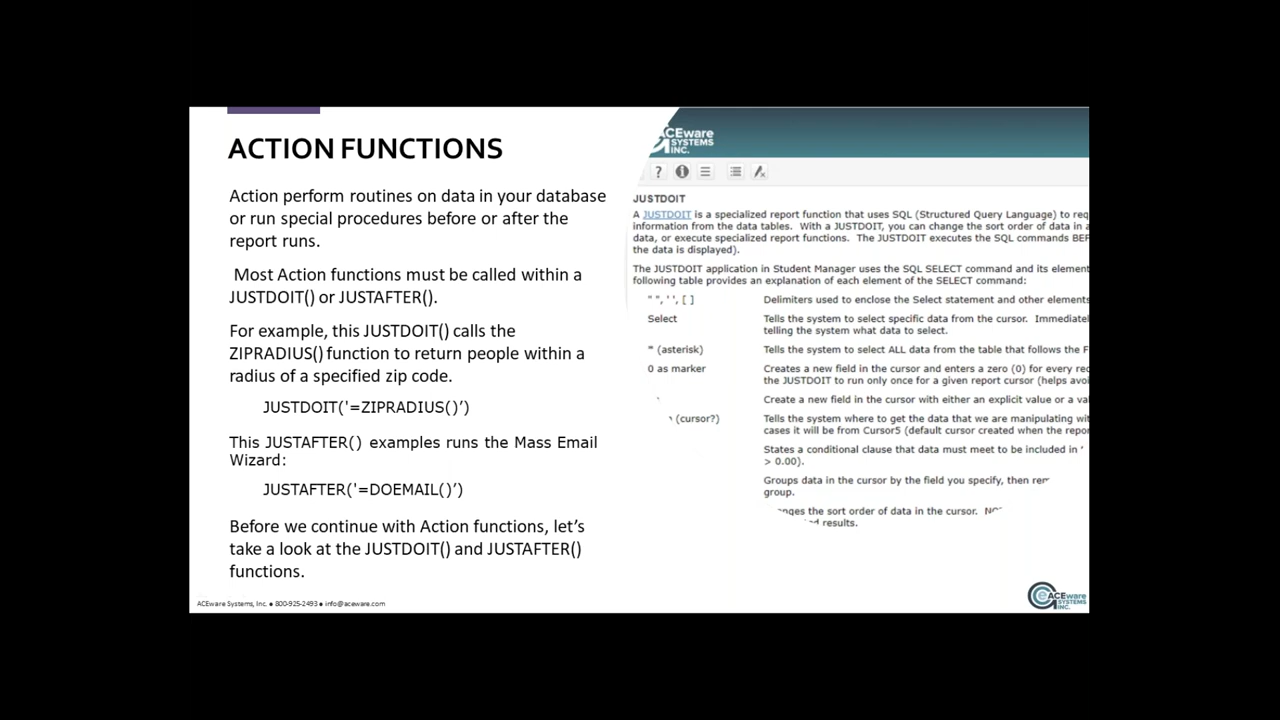 ACTION FUNCTIONS
Action perform routines on data in your database
or run special procedures before or after the
report runs.
Most Action functions must be called within a
JUSTDOIT() or JUSTAFTER().
For example, this JUSTDOIT() calls the
ZIPRADIUS() function to return people within a
radius of a specified zip code.
JUSTDOIT('=ZIPRADIUS()’)
This JUSTAFTER() examples runs the Mass Email
Wizard:
JUSTAFTER('=DOEMAIL()’)
Before we continue with Action functions, let’s
take a look at the JUSTDOIT() and JUSTAFTER()
functions.
ACEware Systems, Inc. ● 800-925-2493 ● info@aceware.com
ACEware
SYSTEMS
INC.
JUSTDOIT
A JUSTDOIT is a specialized report function that uses SQL (Structured Query Language) to req
information from the data tables. With a JUSTDOIT, you can change the sort order of data in a
data, or execute specialized report functions. The JUSTDOIT executes the SQL commands BEF
the data is displayed).
The JUSTDOIT application in Student Manager uses the SQL SELECT command and its element
following table provides an explanation of each element of the SELECT command:
" ", ' ', [ ] Delimiters used to enclose the Select statement and other elements
Select Tells the system to select specific data from the cursor. Immediatel
telling the system what data to select.
* (asterisk) Tells the system to select ALL data from the table that follows the F
0 as marker Creates a new field in the cursor and enters a zero (0) for every rec
the JUSTDOIT to run only once for a given report cursor (helps avoi
Create a new field in the cursor with either an explicit value or a val
(cursor?) Tells the system where to get the data that we are manipulating wit
cases it will be from Cursor5 (default cursor created when the repor
States a conditional clause that data must meet to be included in '
> 0.00).
Groups data in the cursor by the field you specify, then rem
group.
nges the sort order of data in the cursor.
results.
ACEware
SYSTEMS
INC.